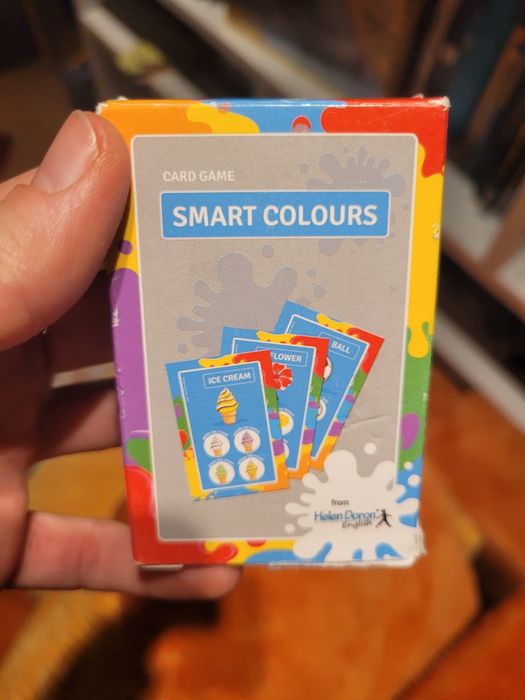 CARD GAME
SMART COLOURS
BALL
FLOWER
ICE CREAM
from
Helen Doron
English